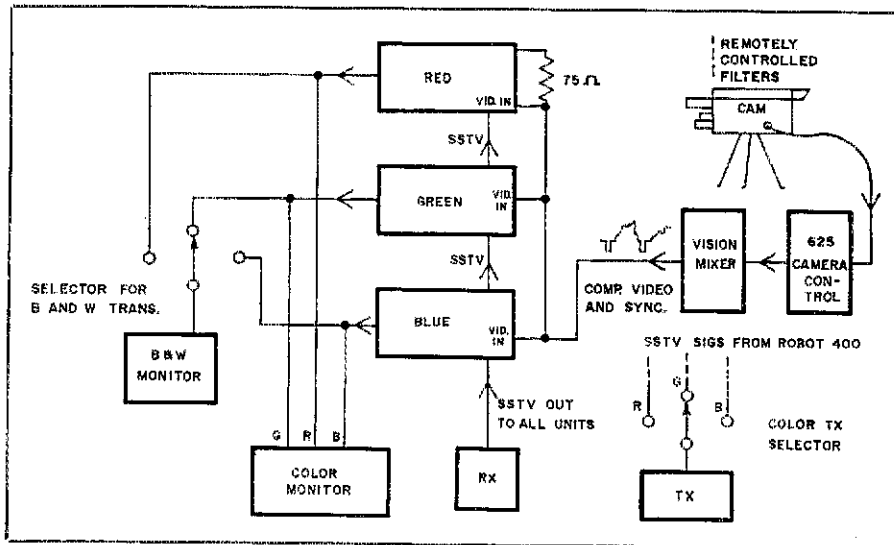 RED
VID. IN
75 Ω
REMOTELY
CONTROLLED
FILTERS
CAM
SSTV
GREEN
VID.
IN
SSTV
SELECTOR FOR
B AND W TRANS.
BLUE
VID.
IN
COMP. VIDEO
AND SYNC.
VISION
MIXER
625
CAMERA
CON-
TROL
B&W
MONITOR
SSTV SIGS FROM ROBOT 400
R
G
B
SSTV OUT
TO ALL UNITS
COLOR TX
SELECTOR
G
R
B
COLOR
MONITOR
RX
TX